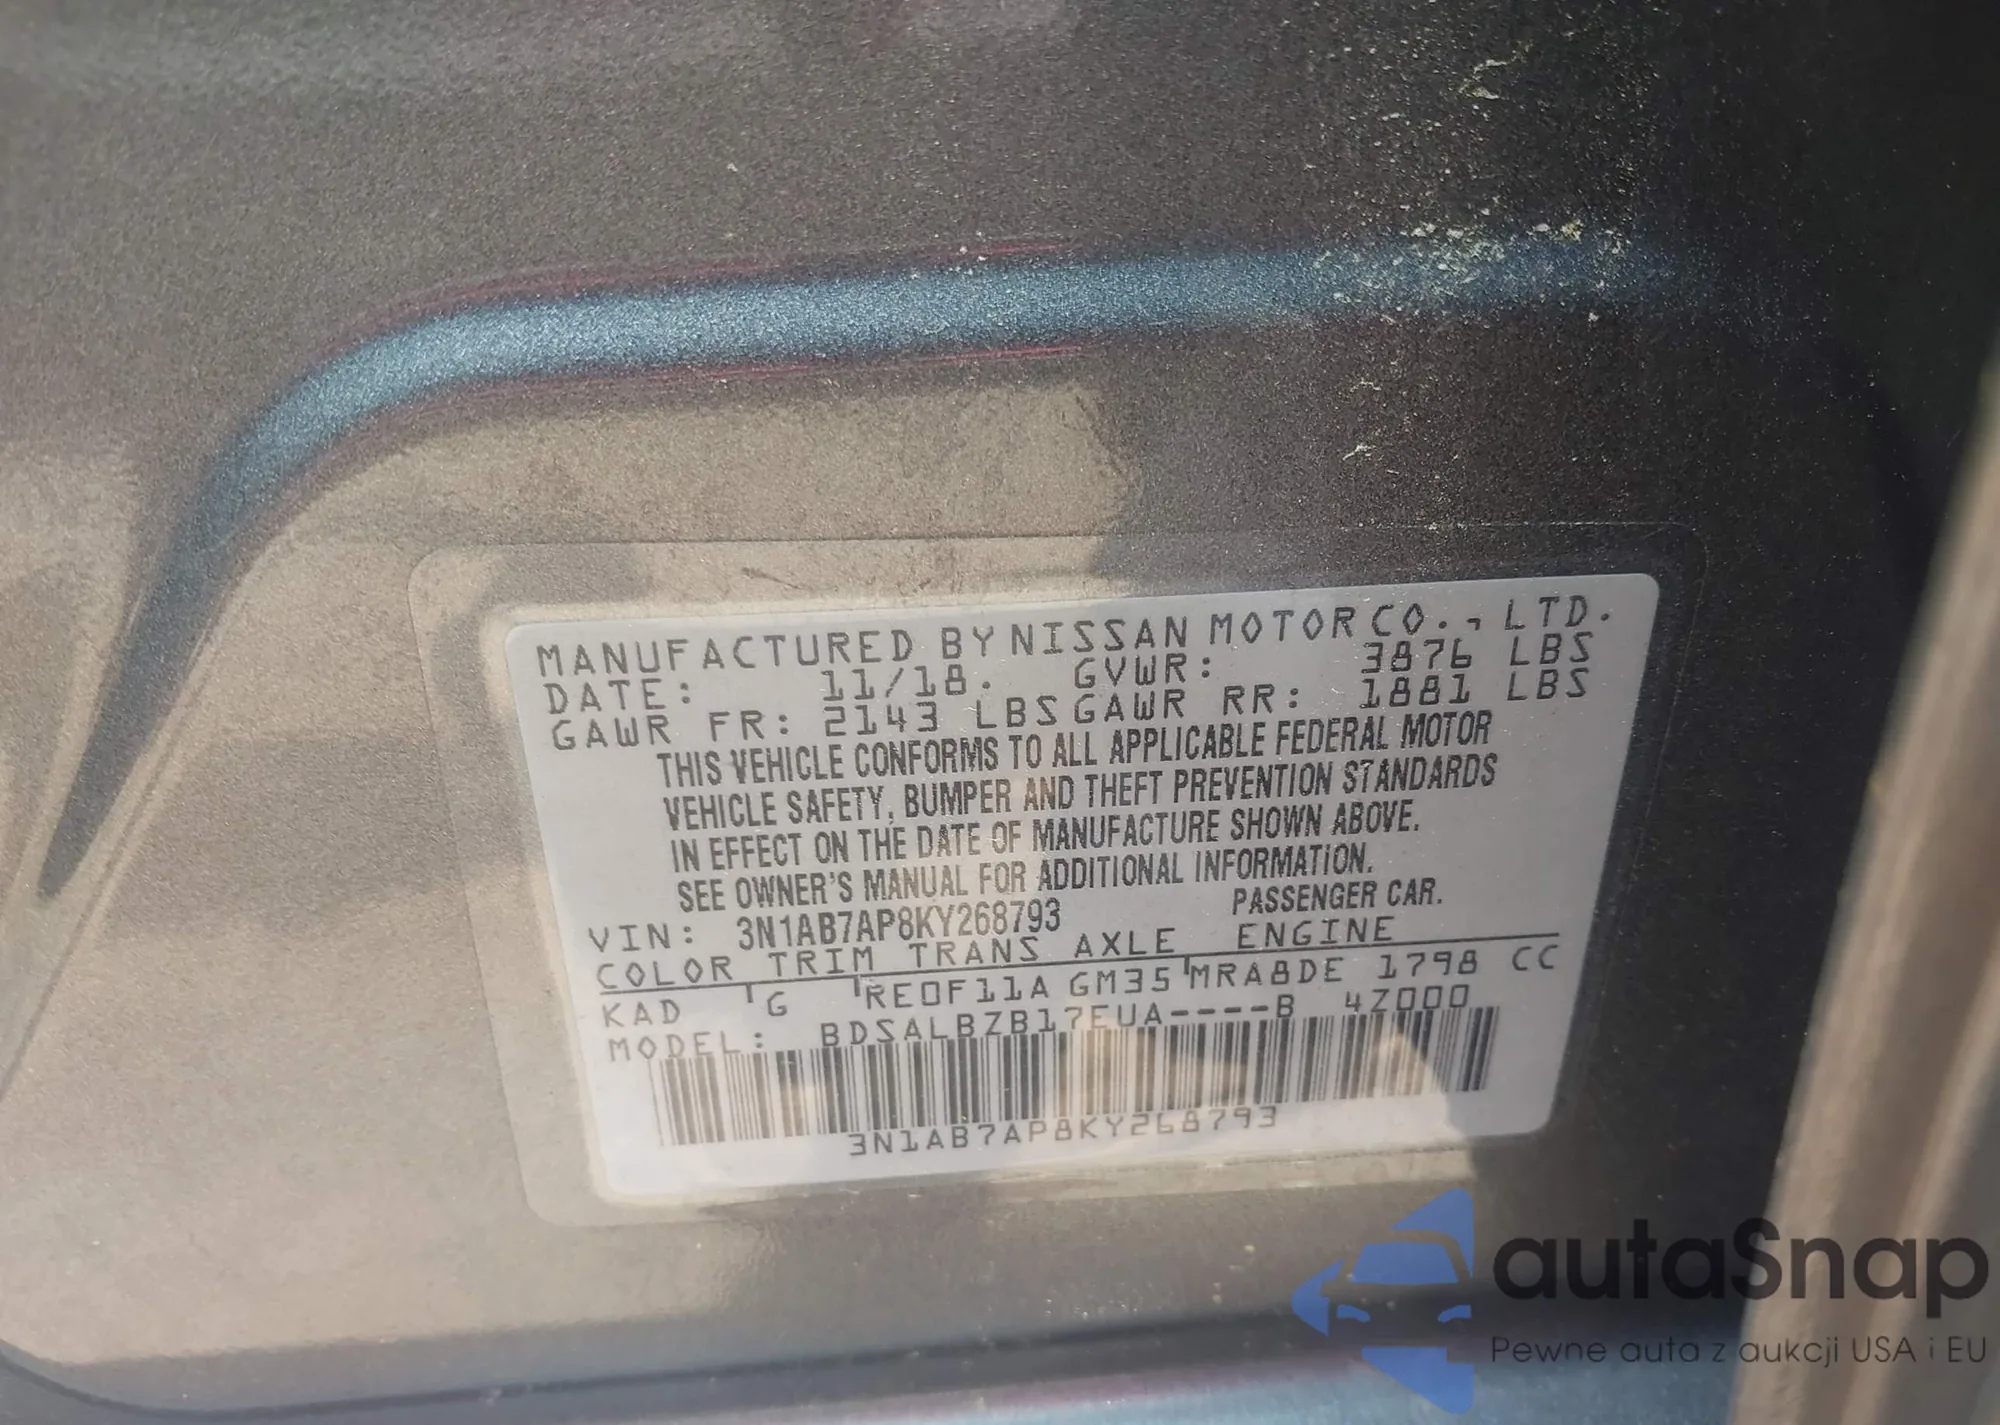 MANUFACTURED BY NISSAN MOTOR CO., LTD.
DATE: 11/18. GVWR: 3876 LBS
GAWR FR: 2143 LBS GAWR RR: 1881 LBS
THIS VEHICLE CONFORMS TO ALL APPLICABLE FEDERAL MOTOR
VEHICLE SAFETY, BUMPER AND THEFT PREVENTION STANDARDS
IN EFFECT ON THE DATE OF MANUFACTURE SHOWN ABOVE.
SEE OWNER'S MANUAL FOR ADDITIONAL INFORMATION.
VIN: 3N1AB7AP8KY268793 PASSENGER CAR.
COLOR TRIM TRANS AXLE ENGINE
KAD G RE0F11A GM35 MRA8DE 1798 CC
MODEL: BDSALBZB17EUA----B 4Z000
3N1AB7AP8KY268793
autaSnap
Pewne auta z aukcji USA i EU